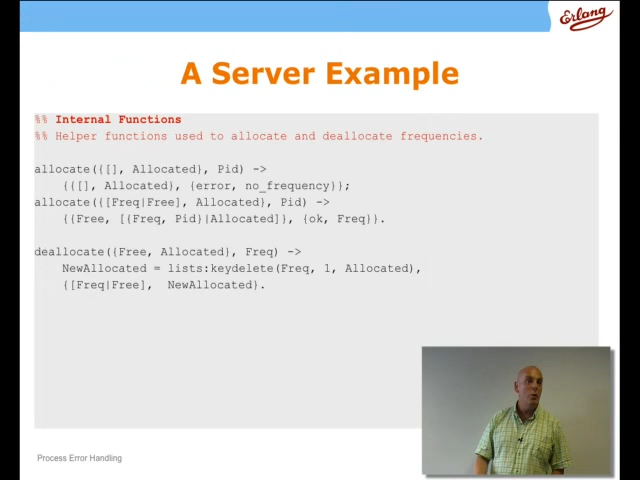 Erlang
A Server Example
%% Internal Functions
%% Helper functions used to allocate and deallocate frequencies.
allocate({[], Allocated}, Pid) ->
{{[], Allocated}, {error, no_frequency}};
allocate({[Freq|Free], Allocated}, Pid) ->
{{Free, [{Freq, Pid}|Allocated]}, {ok, Freq}}.
deallocate({Free, Allocated}, Freq) ->
NewAllocated = lists:keydelete(Freq, 1, Allocated),
{[Freq|Free], NewAllocated}.
Process Error Handling